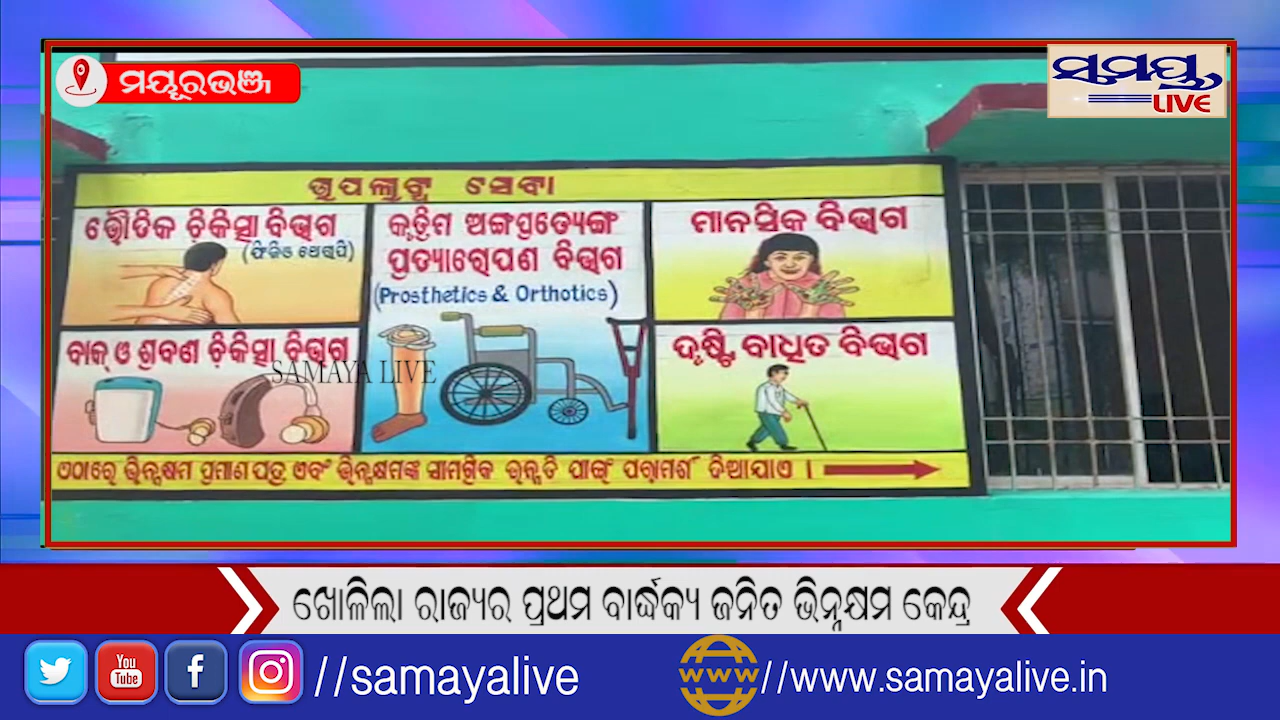 ମୟୂରଭଞ୍ଜ
ସମୟ
LIVE
ଉପଲବ୍ଧ ସେବା
ଭୌତିକ ଚିକିତ୍ସା ବିଭାଗ
(ଫିଜିଓ ଥେରାପି)
କୃତ୍ରିମ ଅଙ୍ଗପ୍ରତ୍ୟେଙ୍ଗ
ପ୍ରତ୍ୟାରୋପଣ ବିଭାଗ
(Prosthetics & Orthotics)
ମାନସିକ ବିଭାଗ
ବାକ୍ ଓ ଶ୍ରବଣ ଚିକିତ୍ସା ବିଭାଗ
ଦୃଷ୍ଟି ବାଧିତ ବିଭାଗ
SAMAYA LIVE
ଏଠାରେ ଭିନ୍ନକ୍ଷମ ପ୍ରମାଣ ପତ୍ର ଏବଂ ଭିନ୍ନକ୍ଷମଙ୍କ ସାମଗ୍ରିକ ଉନ୍ନତି ପାଇଁ ପରାମର୍ଶ ଦିଆଯାଏ ।
ଖୋଲିଲା ରାଜ୍ୟର ପ୍ରଥମ ବାର୍ଦ୍ଧକ୍ୟ ଜନିତ ଭିନ୍ନକ୍ଷମ କେନ୍ଦ୍ର
You
Tube
//samayalive
www
//www.samayalive.in